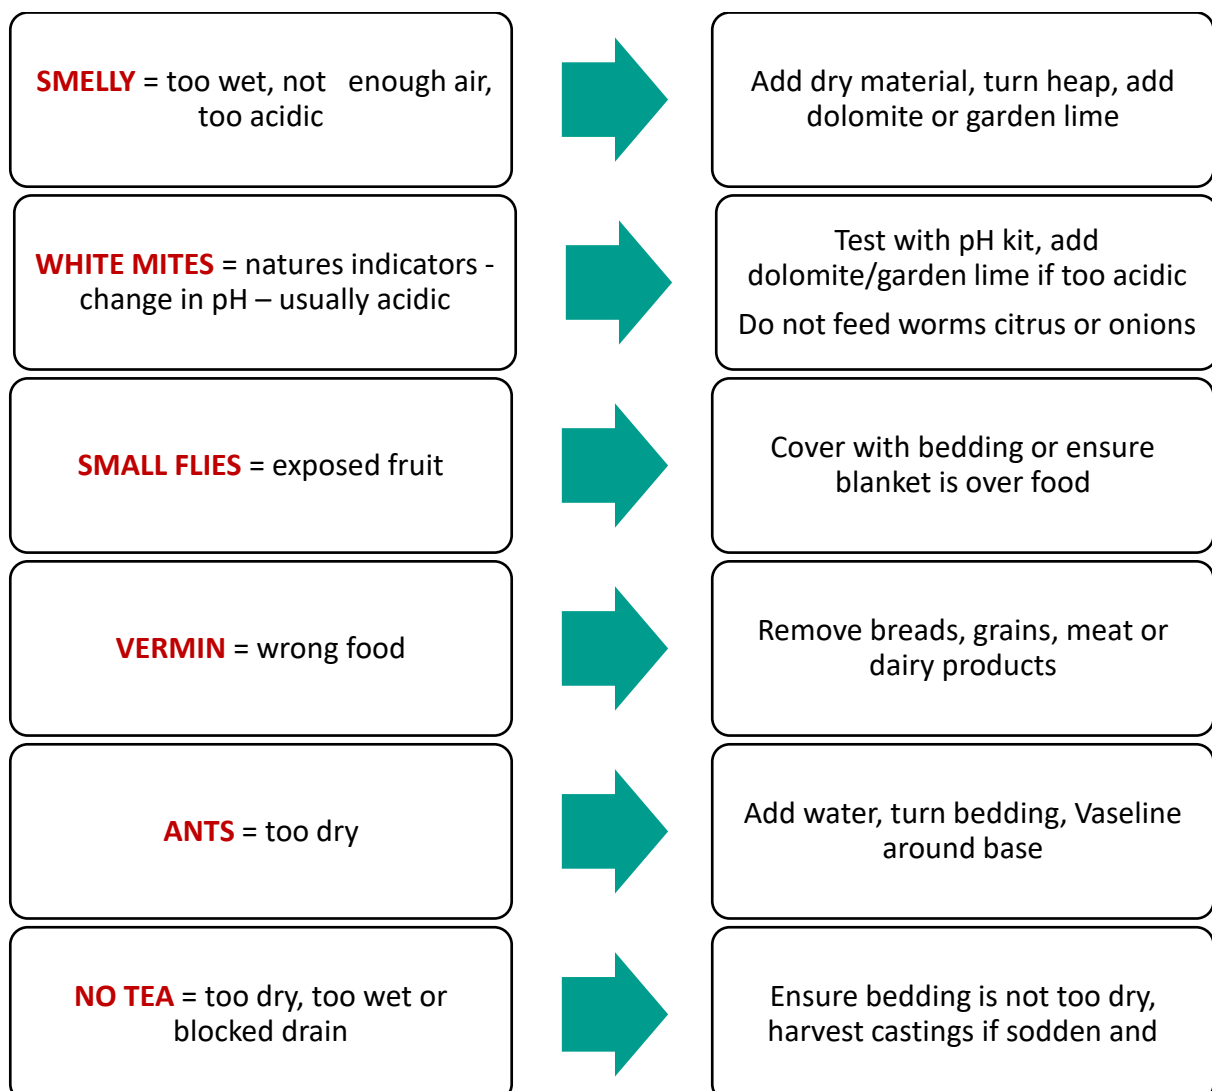 SMELLY = too wet, not enough air,
too acidic
Add dry material, turn heap, add
dolomite or garden lime
WHITE MITES = natures indicators -
change in pH – usually acidic
Test with pH kit, add
dolomite/garden lime if too acidic
Do not feed worms citrus or onions
SMALL FLIES = exposed fruit
Cover with bedding or ensure
blanket is over food
VERMIN = wrong food
Remove breads, grains, meat or
dairy products
ANTS = too dry
Add water, turn bedding, Vaseline
around base
NO TEA = too dry, too wet or
blocked drain
Ensure bedding is not too dry,
harvest castings if sodden and